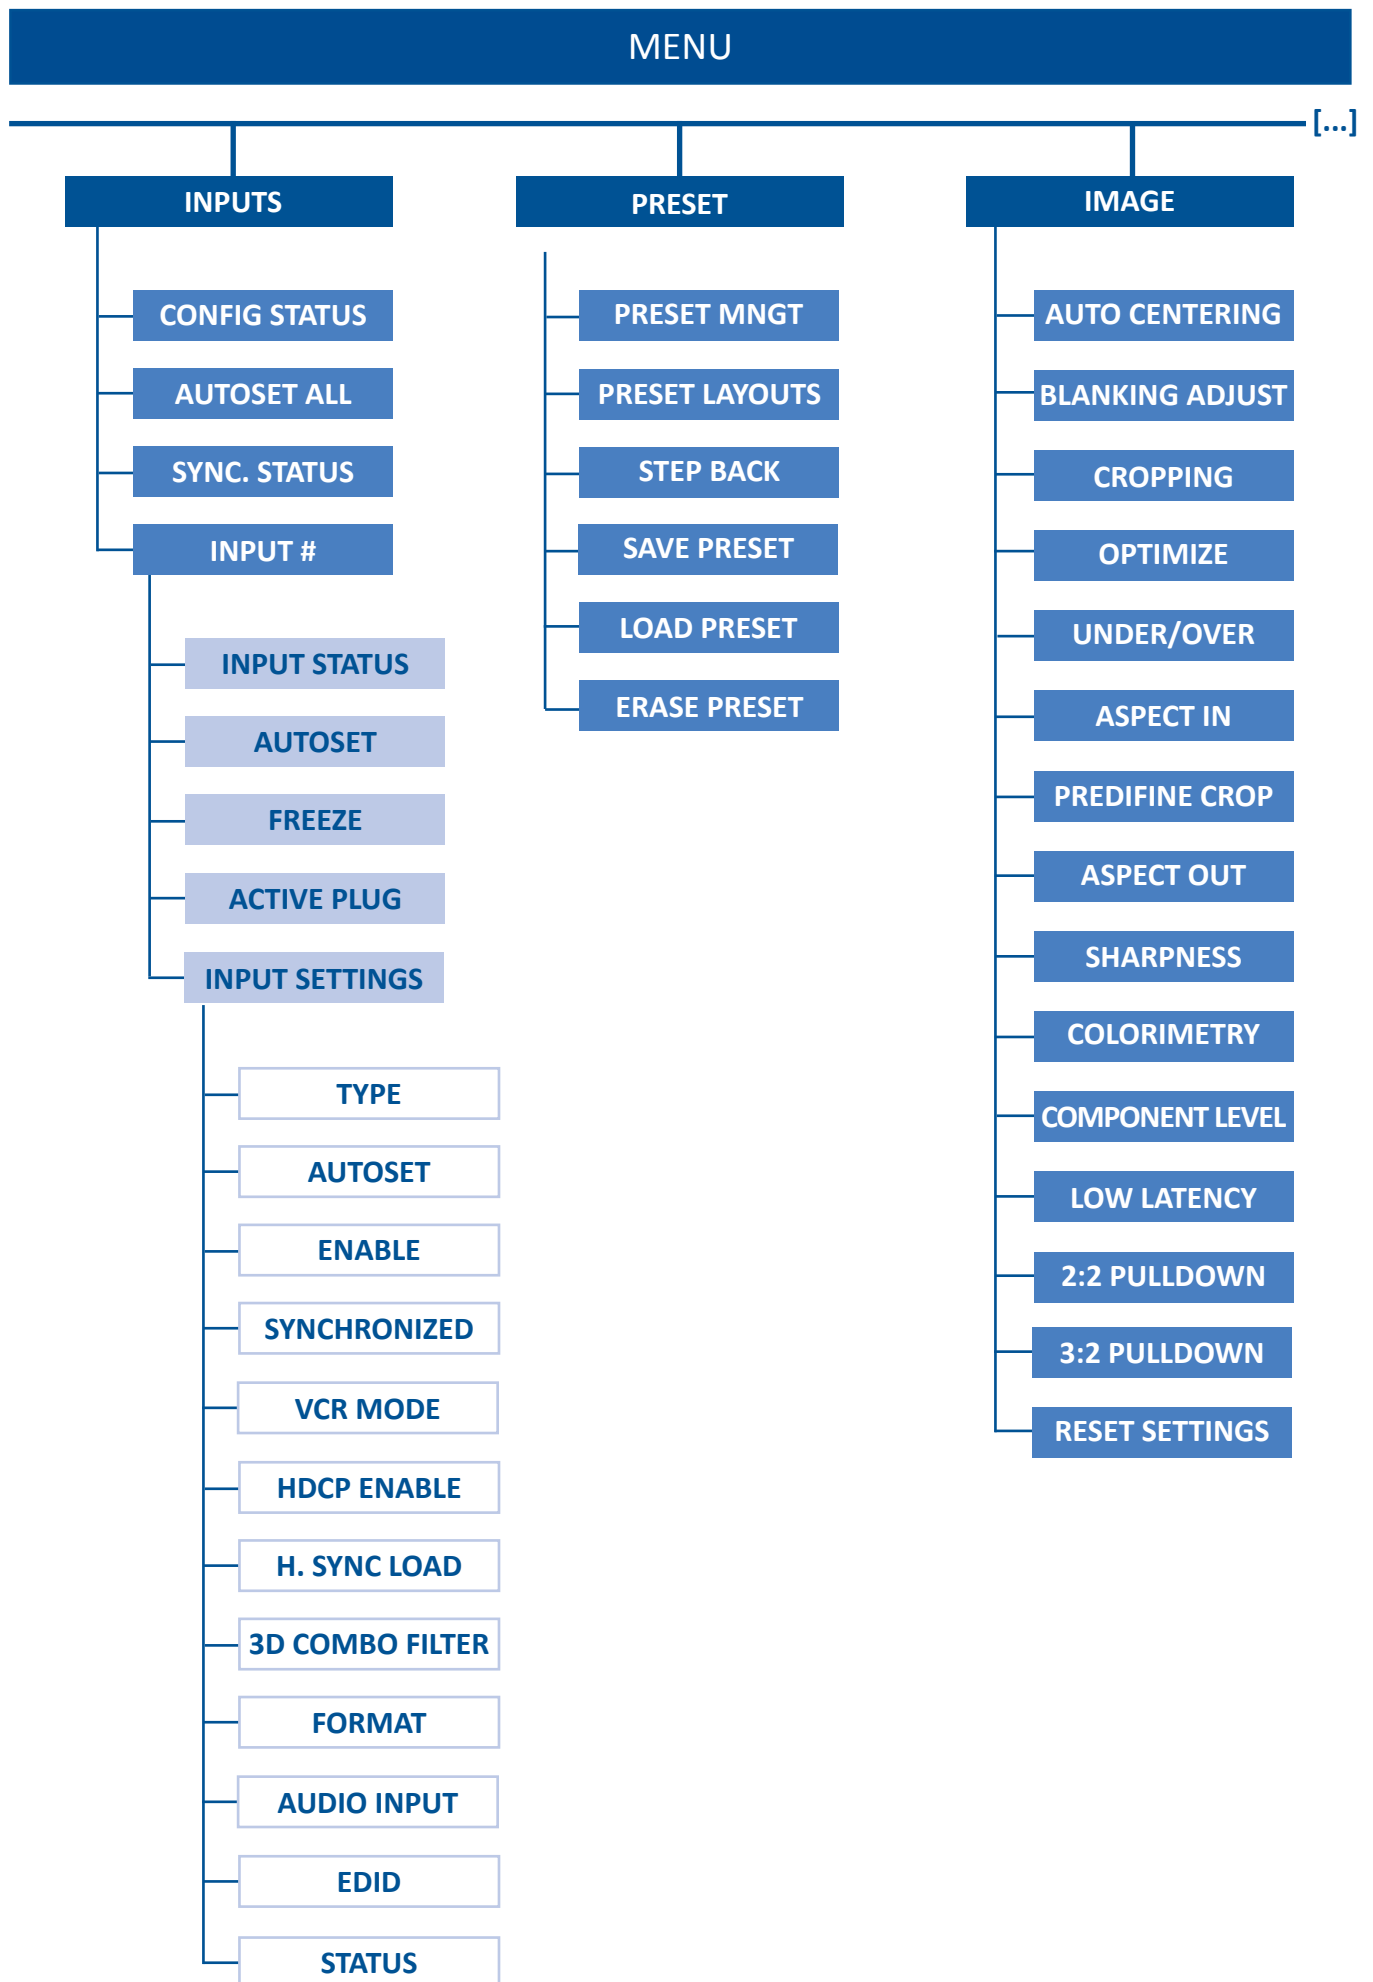 MENU
[...]
INPUTS
CONFIG STATUS
AUTOSET ALL
SYNC. STATUS
INPUT #
INPUT STATUS
AUTOSET
FREEZE
ACTIVE PLUG
INPUT SETTINGS
TYPE
AUTOSET
ENABLE
SYNCHRONIZED
VCR MODE
HDCP ENABLE
H. SYNC LOAD
3D COMBO FILTER
FORMAT
AUDIO INPUT
EDID
STATUS
PRESET
PRESET MNGT
PRESET LAYOUTS
STEP BACK
SAVE PRESET
LOAD PRESET
ERASE PRESET
IMAGE
AUTO CENTERING
BLANKING ADJUST
CROPPING
OPTIMIZE
UNDER/OVER
ASPECT IN
PREDIFINE CROP
ASPECT OUT
SHARPNESS
COLORIMETRY
COMPONENT LEVEL
LOW LATENCY
2:2 PULLDOWN
3:2 PULLDOWN
RESET SETTINGS